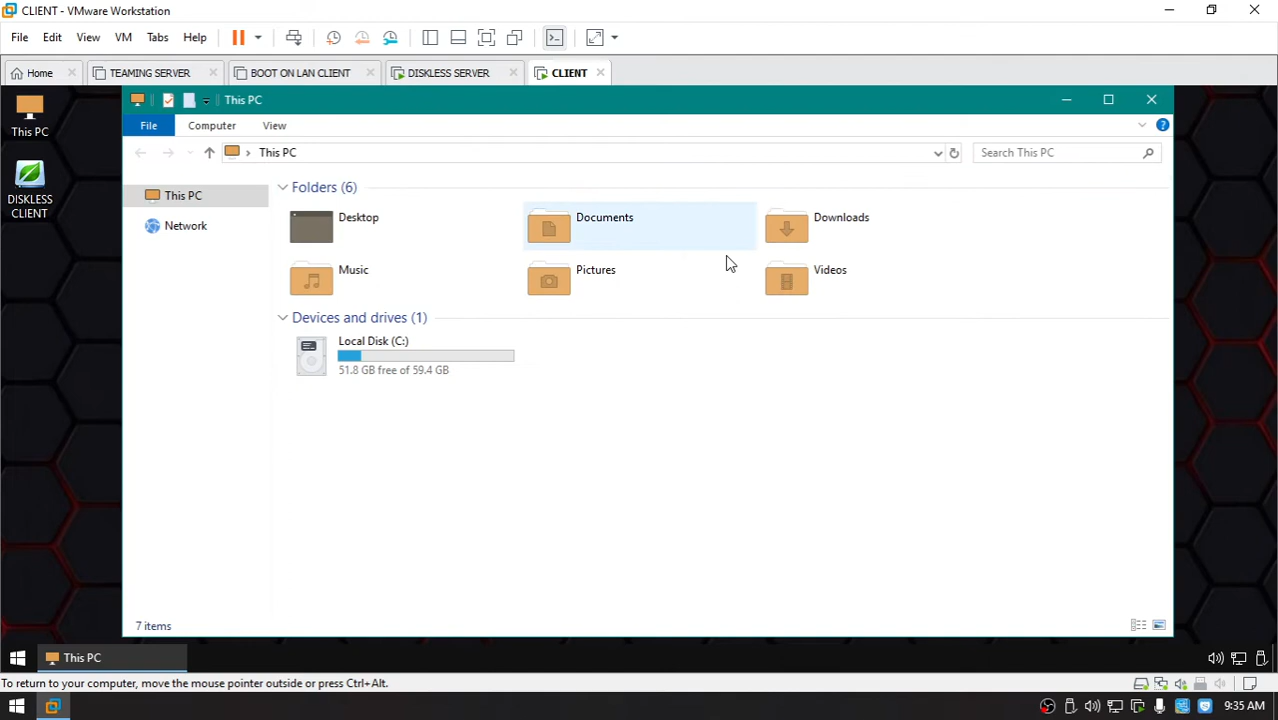 CLIENT - VMware Workstation
File Edit View VM Tabs Help
Home TEAMING SERVER BOOT ON LAN CLIENT DISKLESS SERVER CLIENT
This PC
DISKLESS
CLIENT
This PC
File Computer View
This PC
Search This PC
This PC
Network
Folders (6)
Desktop Documents Downloads
Music Pictures Videos
Devices and drives (1)
Local Disk (C:)
51.8 GB free of 59.4 GB
7 items
This PC
To return to your computer, move the mouse pointer outside or press Ctrl+Alt.
9:35 AM